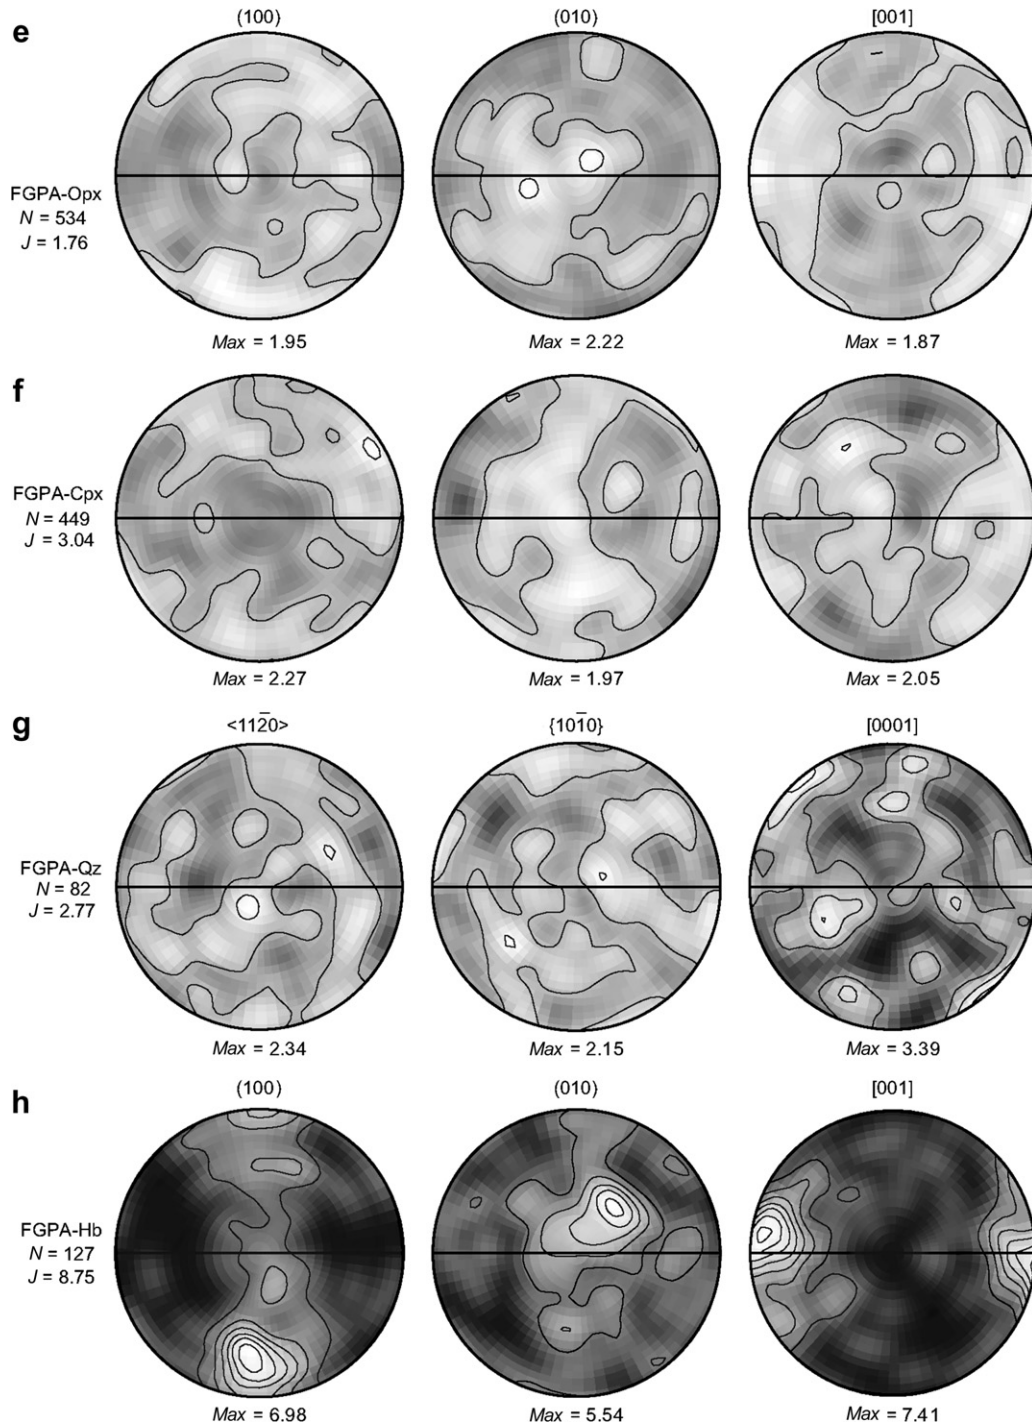 e
(100) (010) [001]
FGPA-Opx
N = 534
J = 1.76
Max = 1.95 Max = 2.22 Max = 1.87
f
FGPA-Cpx
N = 449
J = 3.04
Max = 2.27 Max = 1.97 Max = 2.05
g
<112̅0> {101̅0} [0001]
FGPA-Qz
N = 82
J = 2.77
Max = 2.34 Max = 2.15 Max = 3.39
h
(100) (010) [001]
FGPA-Hb
N = 127
J = 8.75
Max = 6.98 Max = 5.54 Max = 7.41